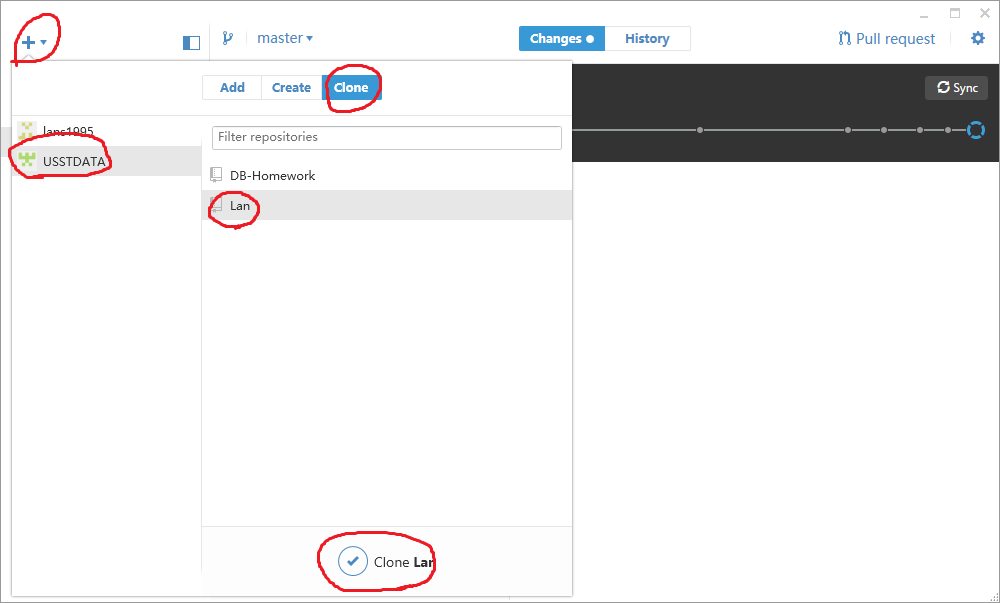 master
Changes
History
Pull request
Add
Create
Clone
Sync
lans1995
Filter repositories
USSTDATA
DB-Homework
Lan
Clone Lan